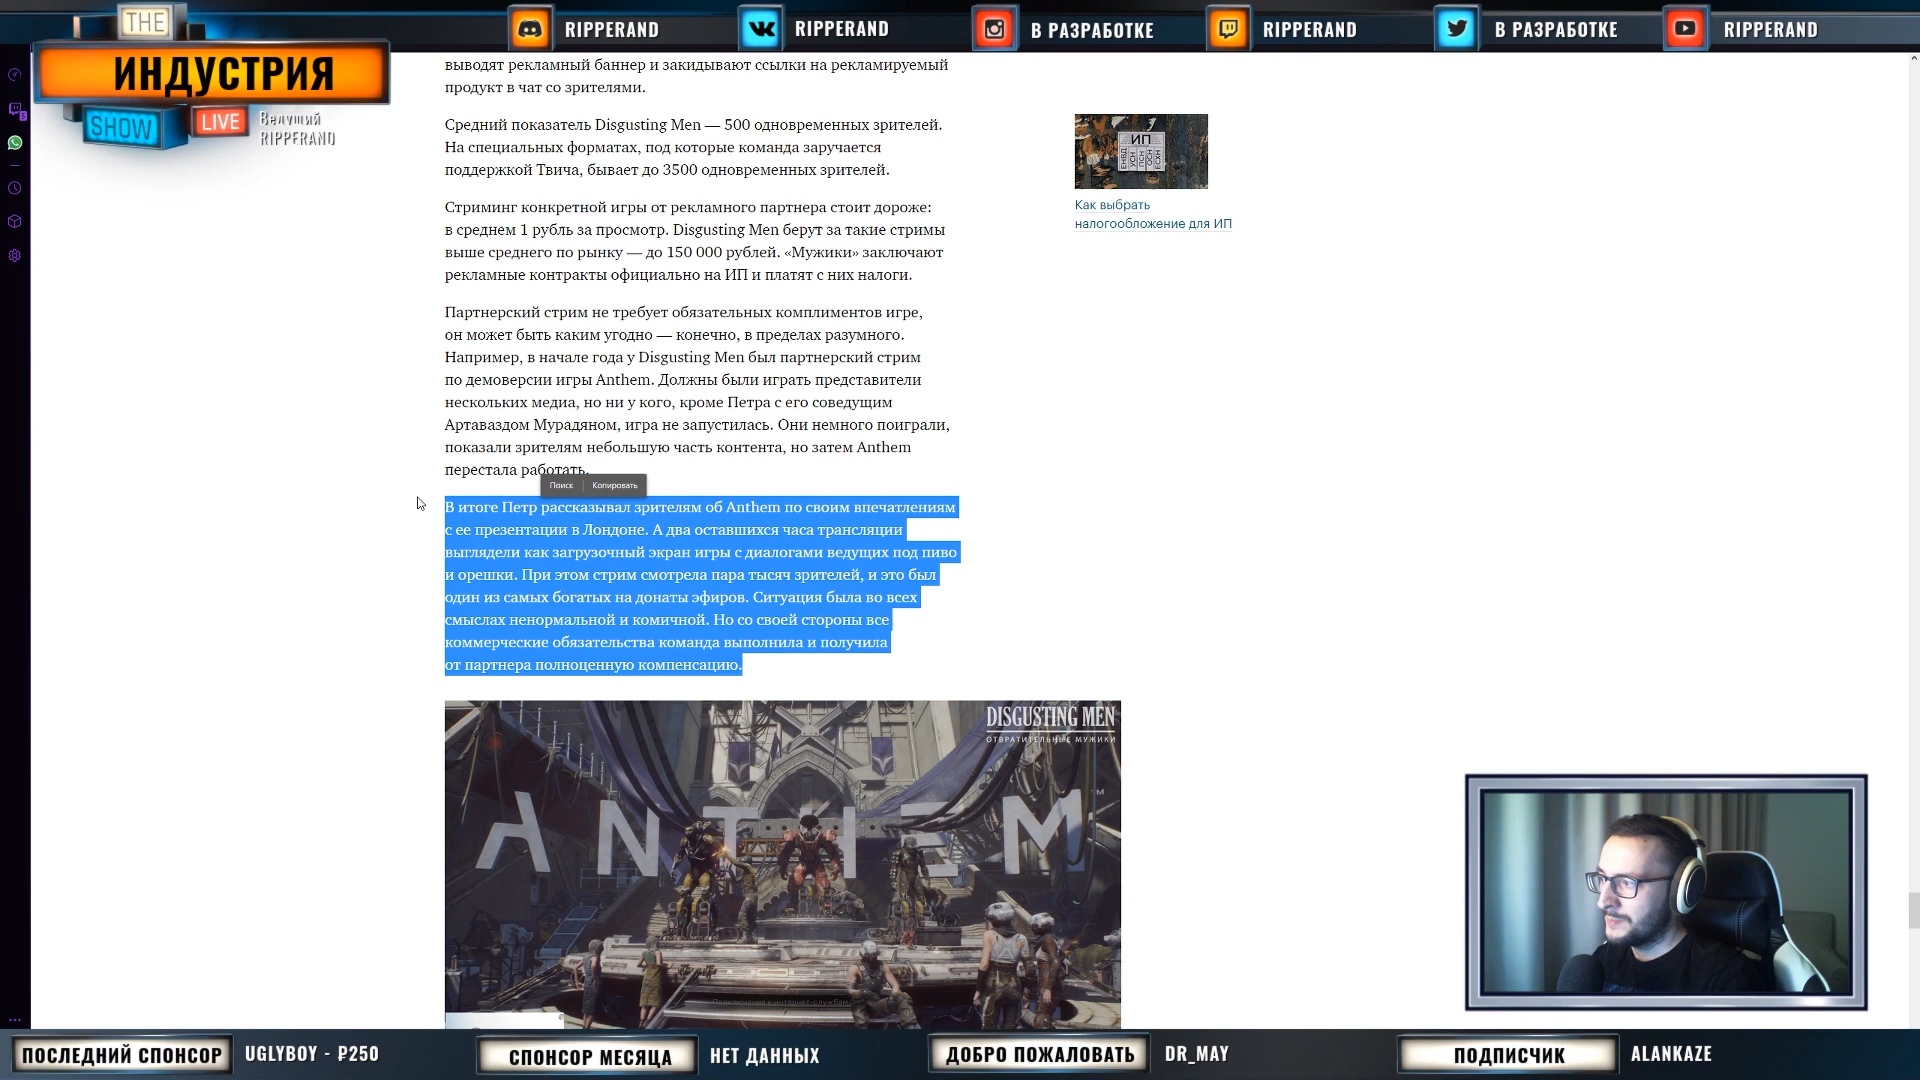 THE
ИНДУСТРИЯ
SHOW
LIVE
Ведущий
RIPPERAND
RIPPERAND
RIPPERAND
В РАЗРАБОТКЕ
RIPPERAND
В РАЗРАБОТКЕ
RIPPERAND
выводят рекламный баннер и закидывают ссылки на рекламируемый
продукт в чат со зрителями.
Средний показатель Disgusting Men — 500 одновременных зрителей.
На специальных форматах, под которые команда заручается
поддержкой Твича, бывает до 3500 одновременных зрителей.
Стриминг конкретной игры от рекламного партнера стоит дороже:
в среднем 1 рубль за просмотр. Disgusting Men берут за такие стримы
выше среднего по рынку — до 150 000 рублей. «Мужики» заключают
рекламные контракты официально на ИП и платят с них налоги.
Партнерский стрим не требует обязательных комплиментов игре,
он может быть каким угодно — конечно, в пределах разумного.
Например, в начале года у Disgusting Men был партнерский стрим
по демоверсии игры Anthem. Должны были играть представители
нескольких медиа, но ни у кого, кроме Петра с его соведущим
Артаваздом Мурадяном, игра не запустилась. Они немного поиграли,
показали зрителям небольшую часть контента, но затем Anthem
перестала работать.
Поиск
Копировать
В итоге Петр рассказывал зрителям об Anthem по своим впечатлениям
с ее презентации в Лондоне. А два оставшихся часа трансляции
выглядели как загрузочный экран игры с диалогами ведущих под пиво
и орешки. При этом стрим смотрела пара тысяч зрителей, и это был
один из самых богатых на донаты эфиров. Ситуация была во всех
смыслах ненормальной и комичной. Но со своей стороны все
коммерческие обязательства команда выполнила и получила
от партнера полноценную компенсацию.
ИП
ЕНВД
УСН
ПСН
ОСН
ЕСХН
Как выбрать
налогообложение для ИП
DISGUSTING MEN
ОТВРАТИТЕЛЬНЫЕ МУЖИКИ
ANTHEM
Подключение к интернет-службам
ПОСЛЕДНИЙ СПОНСОР
UGLYBOY - ₽250
СПОНСОР МЕСЯЦА
НЕТ ДАННЫХ
ДОБРО ПОЖАЛОВАТЬ
DR_MAY
ПОДПИСЧИК
ALANKAZE